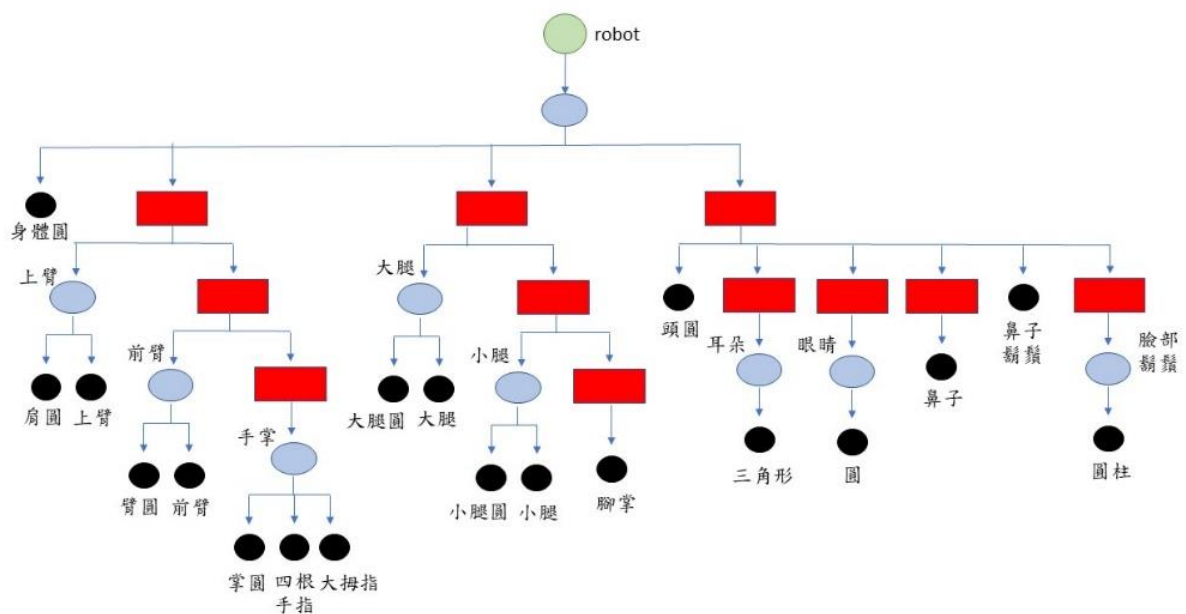 robot
身體圓
上臂
大腿
前臂
小腿
頭圓
耳朵
眼睛
鼻子
鼻子
鬍鬚
臉部
鬍鬚
肩圓
上臂
大腿圓
大腿
手掌
三角形
圓
圓柱
臂圓
前臂
小腿圓
小腿
腳掌
掌圓
四根
手指
大拇指